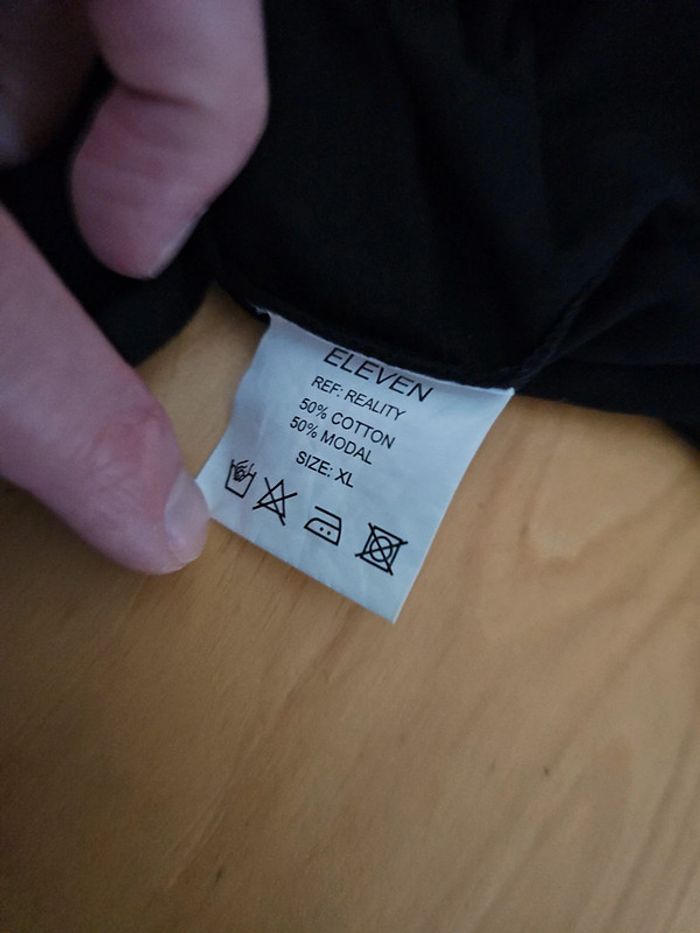 ELEVEN
REF: REALITY
50% COTTON
50% MODAL
SIZE: XL